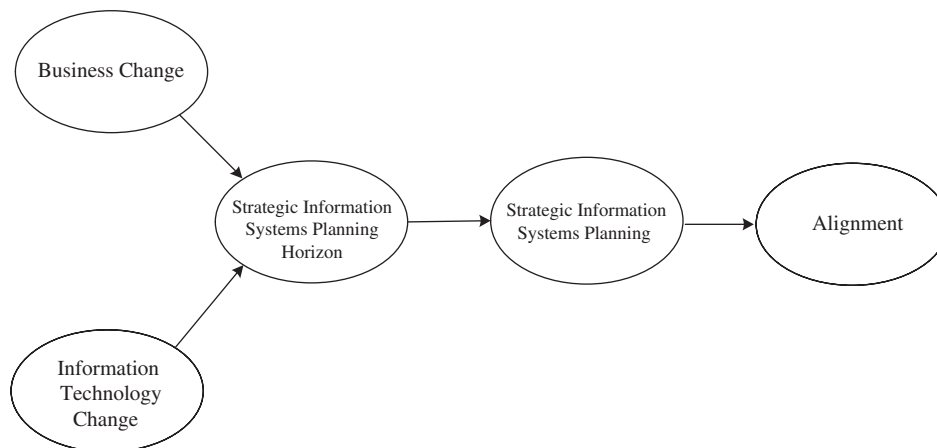 Business Change
Strategic Information
Systems Planning
Horizon
Strategic Information
Systems Planning
Alignment
Information
Technology
Change